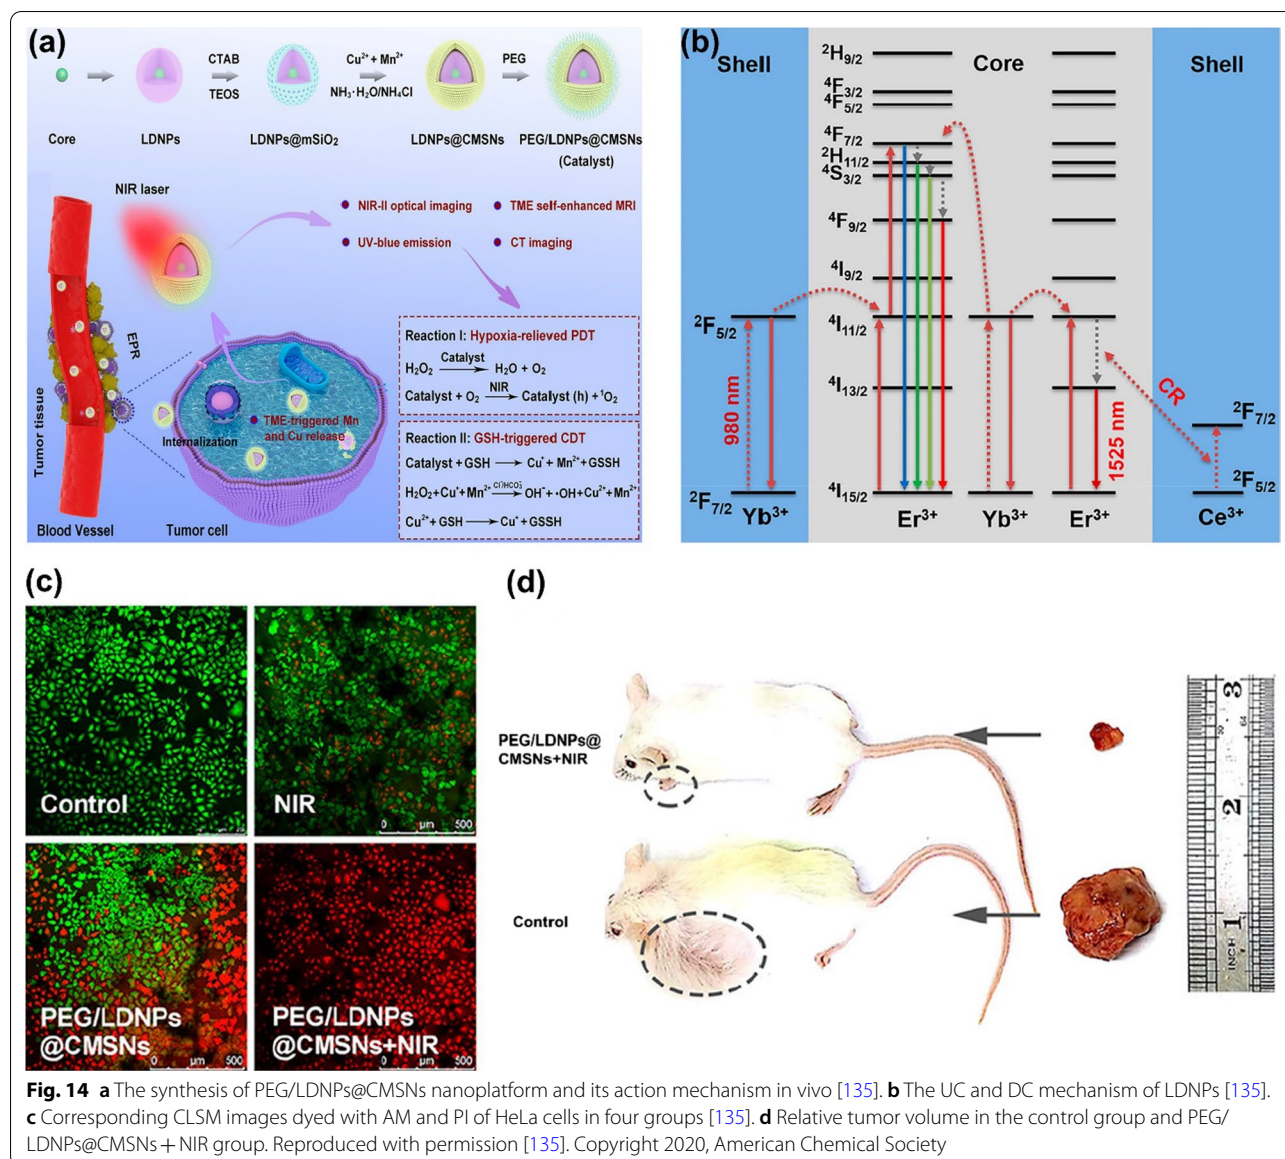 (a)
CTAB
TEOS
Cu²⁺ + Mn²⁺
NH₃·H₂O/NH₄Cl
PEG
Core
LDNPs
LDNPs@mSiO₂
LDNPs@CMSNs
PEG/LDNPs@CMSNs
(Catalyst)
NIR laser
NIR-II optical imaging
TME self-enhanced MRI
UV-blue emission
CT imaging
Tumor tissue
EPR
Internalization
TME-triggered Mn
and Cu release
Blood Vessel
Tumor cell
Reaction I: Hypoxia-relieved PDT
Catalyst
H₂O₂ → H₂O + O₂
NIR
Catalyst + O₂ → Catalyst (h) + ¹O₂
Reaction II: GSH-triggered CDT
Catalyst + GSH → Cu⁺ + Mn²⁺ + GSSH
H₂O₂+Cu⁺+Mn²⁺ → OH⁻ + ·OH+Cu²⁺+Mn²⁺
Cu²⁺ + GSH → Cu⁺ + GSSH
(b)
Shell
Core
Shell
²H₉/₂
⁴F₃/₂
⁴F₅/₂
⁴F₇/₂
²H₁₁/₂
⁴S₃/₂
⁴F₉/₂
⁴I₉/₂
²F₅/₂
⁴I₁₁/₂
⁴I₁₃/₂
980 nm
1525 nm
CR
²F₇/₂
²F₅/₂
⁴I₁₅/₂
²F₇/₂
Yb³⁺
Er³⁺
Yb³⁺
Er³⁺
Ce³⁺
(c)
Control
NIR
0 µm 500
PEG/LDNPs
@CMSNs
0 µm 500
PEG/LDNPs
@CMSNs+NIR
0 µm 500
(d)
PEG/LDNPs@
CMSNs+NIR
Control
3
2
1
INCH
Fig. 14 a The synthesis of PEG/LDNPs@CMSNs nanoplatform and its action mechanism in vivo [135]. b The UC and DC mechanism of LDNPs [135].
c Corresponding CLSM images dyed with AM and PI of HeLa cells in four groups [135]. d Relative tumor volume in the control group and PEG/
LDNPs@CMSNs + NIR group. Reproduced with permission [135]. Copyright 2020, American Chemical Society